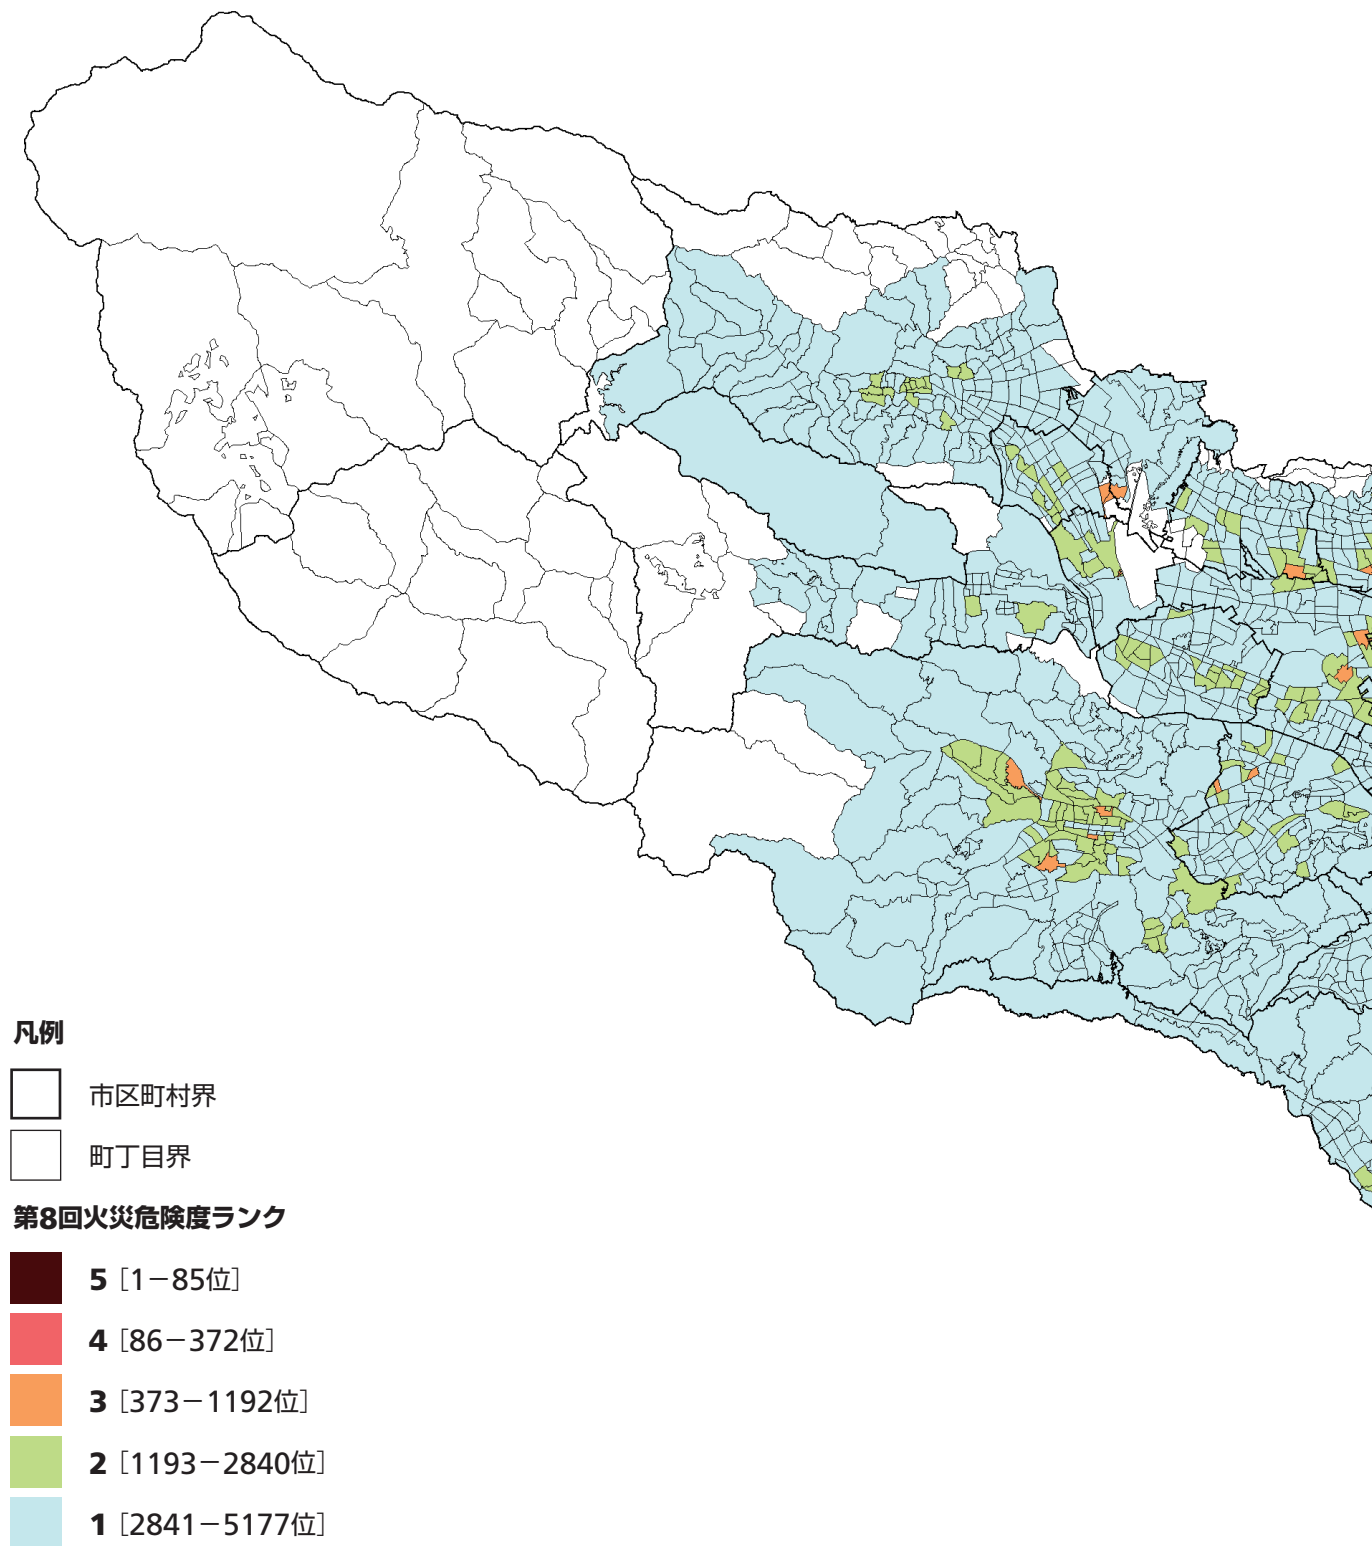 凡例
市区町村界
町丁目界
第8回火災危険度ランク
5［1－85位］
4［86－372位］
3［373－1192位］
2［1193－2840位］
1［2841－5177位］